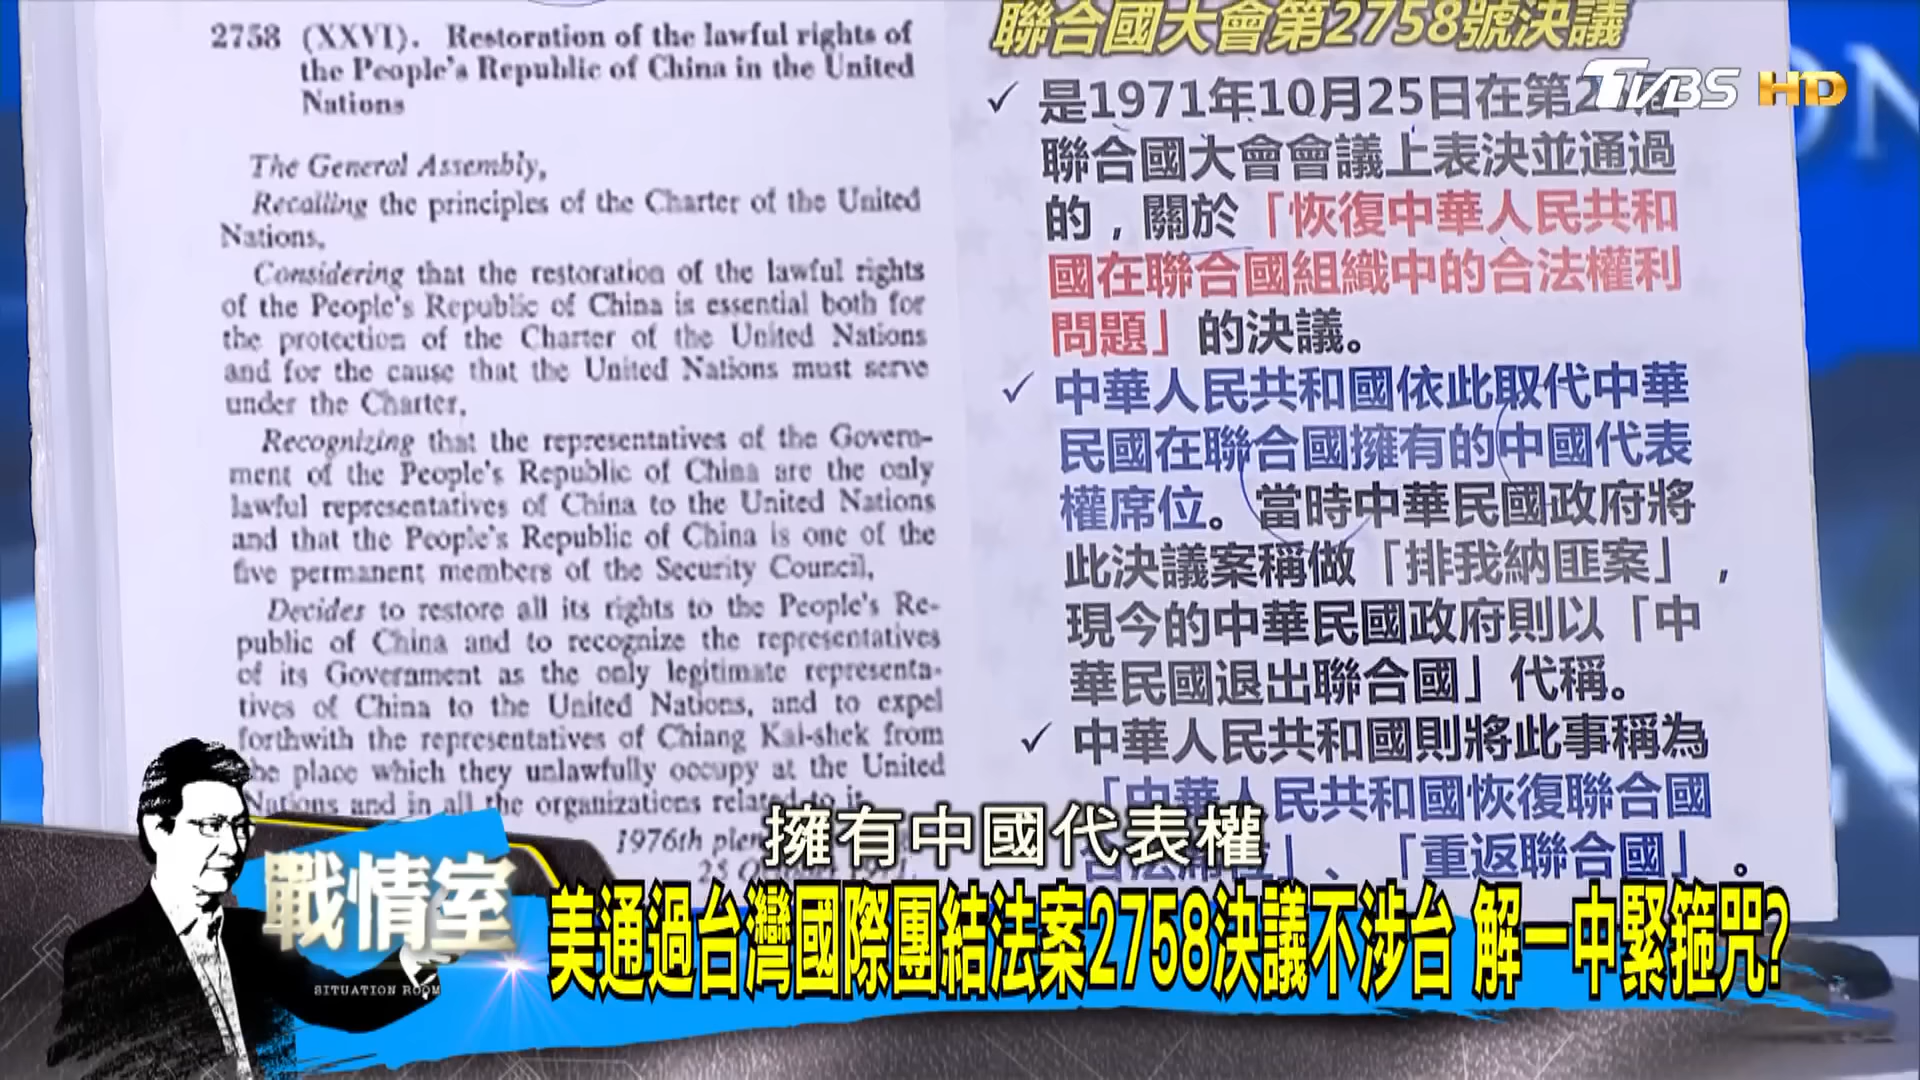 2758 (XXVI). Restoration of the lawful rights of
the People's Republic of China in the United
Nations
The General Assembly,
Recalling the principles of the Charter of the United
Nations,
Considering that the restoration of the lawful rights
of the People's Republic of China is essential both for
the protection of the Charter of the United Nations
and for the cause that the United Nations must serve
under the Charter,
Recognizing that the representatives of the Govern-
ment of the People's Republic of China are the only
lawful representatives of China to the United Nations
and that the People's Republic of China is one of the
five permanent members of the Security Council,
Decides to restore all its rights to the People's Re-
public of China and to recognize the representatives
of its Government as the only legitimate representa-
tives of China to the United Nations, and to expel
forthwith the representatives of Chiang Kai-shek from
the place which they unlawfully occupy at the United
Nations and in all the organizations related to it.
1976th
25
聯合國大會第2758號決議
✓ 是1971年10月25日在第26屆
聯合國大會會議上表決並通過
的，關於「恢復中華人民共和
國在聯合國組織中的合法權利
問題」的決議。
✓ 中華人民共和國依此取代中華
民國在聯合國擁有的中國代表
權席位。當時中華民國政府將
此決議案稱做「排我納匪案」，
現今的中華民國政府則以「中
華民國退出聯合國」代稱。
✓ 中華人民共和國則將此事稱為
「中華人民共和國恢復聯合國
合法席位」、「重返聯合國」。
TVBS HD
擁有中國代表權
戰情室
SITUATION ROOM
美通過台灣國際團結法案2758決議不涉台 解一中緊箍咒?